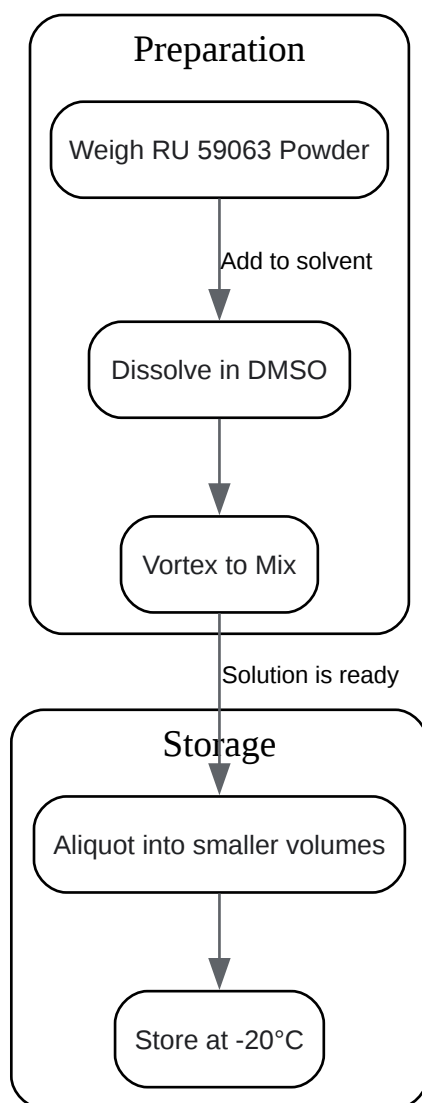 Preparation
Weigh RU 59063 Powder
Add to solvent
Dissolve in DMSO
Vortex to Mix
Solution is ready
Storage
Aliquot into smaller volumes
Store at -20°C